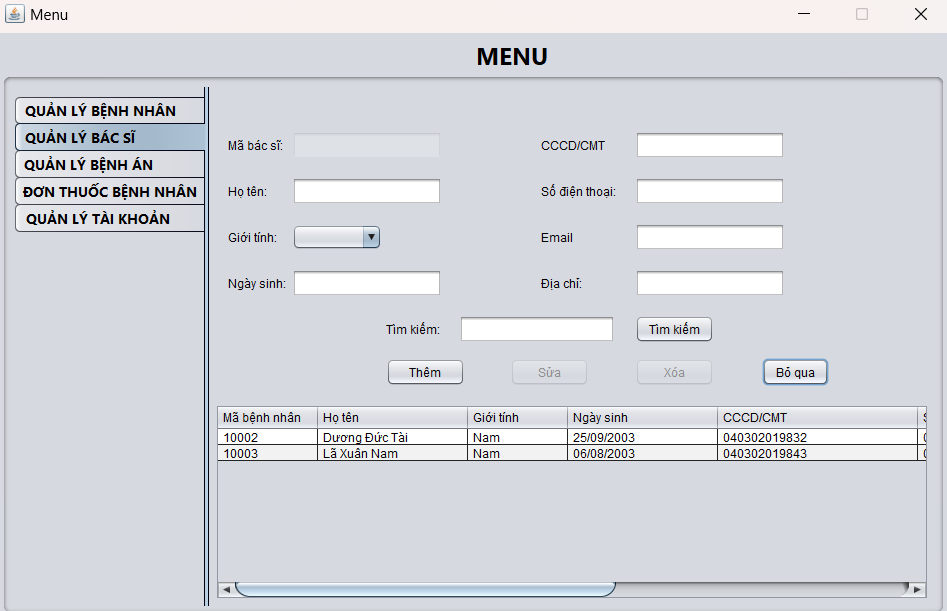 Menu
MENU
QUẢN LÝ BỆNH NHÂN
QUẢN LÝ BÁC SĨ
QUẢN LÝ BỆNH ÁN
ĐƠN THUỐC BỆNH NHÂN
QUẢN LÝ TÀI KHOẢN
Mã bác sĩ: CCCD/CMT
Họ tên: Số điện thoại:
Giới tính: Email
Ngày sinh: Địa chỉ:
Tìm kiếm: Tìm kiếm
Thêm Sửa Xóa Bỏ qua
Mã bệnh nhân Họ tên Giới tính Ngày sinh CCCD/CMT
10002 Dương Đức Tài Nam 25/09/2003 040302019832
10003 Lã Xuân Nam Nam 06/08/2003 040302019843